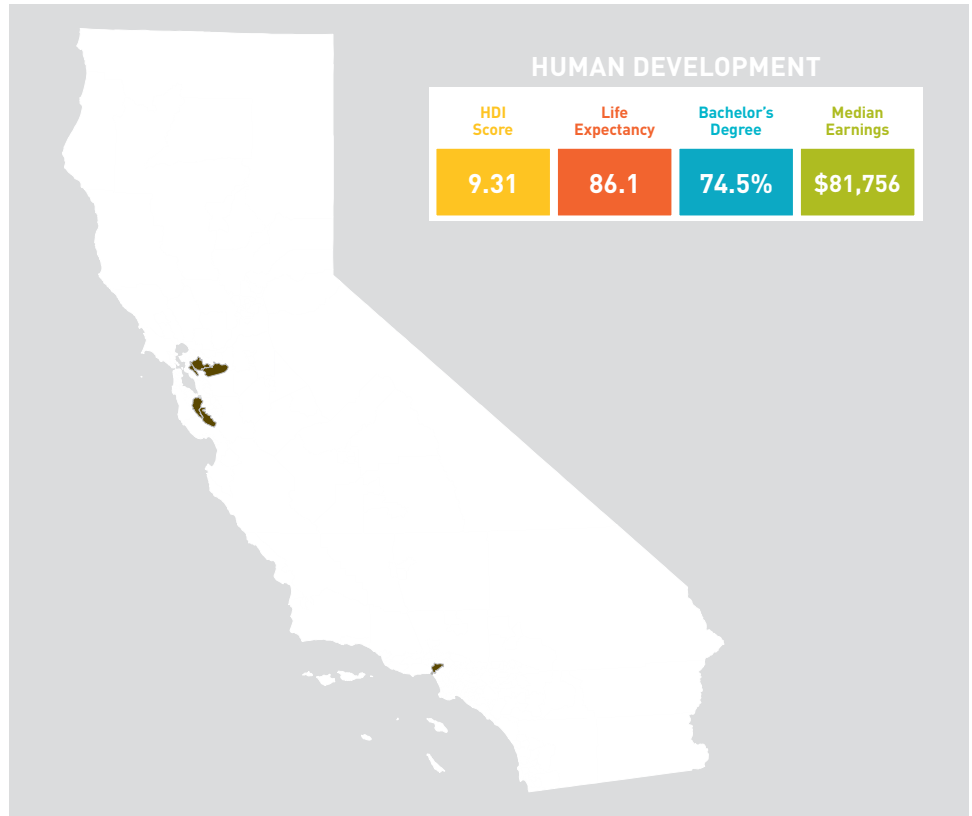 HUMAN DEVELOPMENT
HDI
Score
Life
Expectancy
Bachelor's
Degree
Median
Earnings
9.31
86.1
74.5%
$81,756